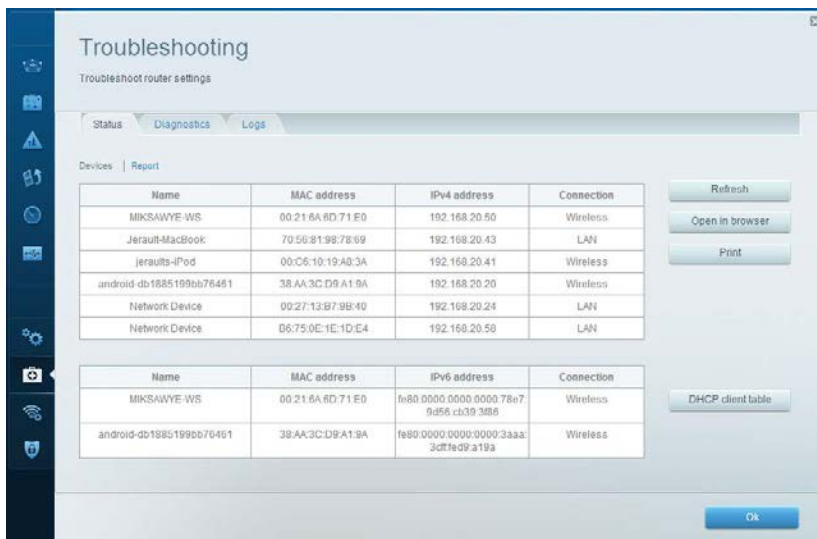 Troubleshooting
Troubleshoot router settings
Status Diagnostics Logs
Devices | Report
Name MAC address IPv4 address Connection
MIKSAWYE-WS 00:21:6A:6D:71:E0 192.168.20.50 Wireless
Jerault-MacBook 70:56:81:98:78:69 192.168.20.43 LAN
jeraults-iPod 00:C6:10:19:A8:3A 192.168.20.41 Wireless
android-db1885199bb76461 38:AA:3C:D9:A1:9A 192.168.20.20 Wireless
Network Device 00:27:13:B7:9B:40 192.168.20.24 LAN
Network Device B6:75:0E:1E:1D:E4 192.168.20.58 LAN
Refresh
Open in browser
Print
Name MAC address IPv6 address Connection
MIKSAWYE-WS 00:21:6A:6D:71:E0 fe80:0000:0000:0000:78e7: Wireless
9d56:cb39:3f86
android-db1885199bb76461 38:AA:3C:D9:A1:9A fe80:0000:0000:0000:3aaa: Wireless
3cff:fed9:a19a
DHCP client table
Ok